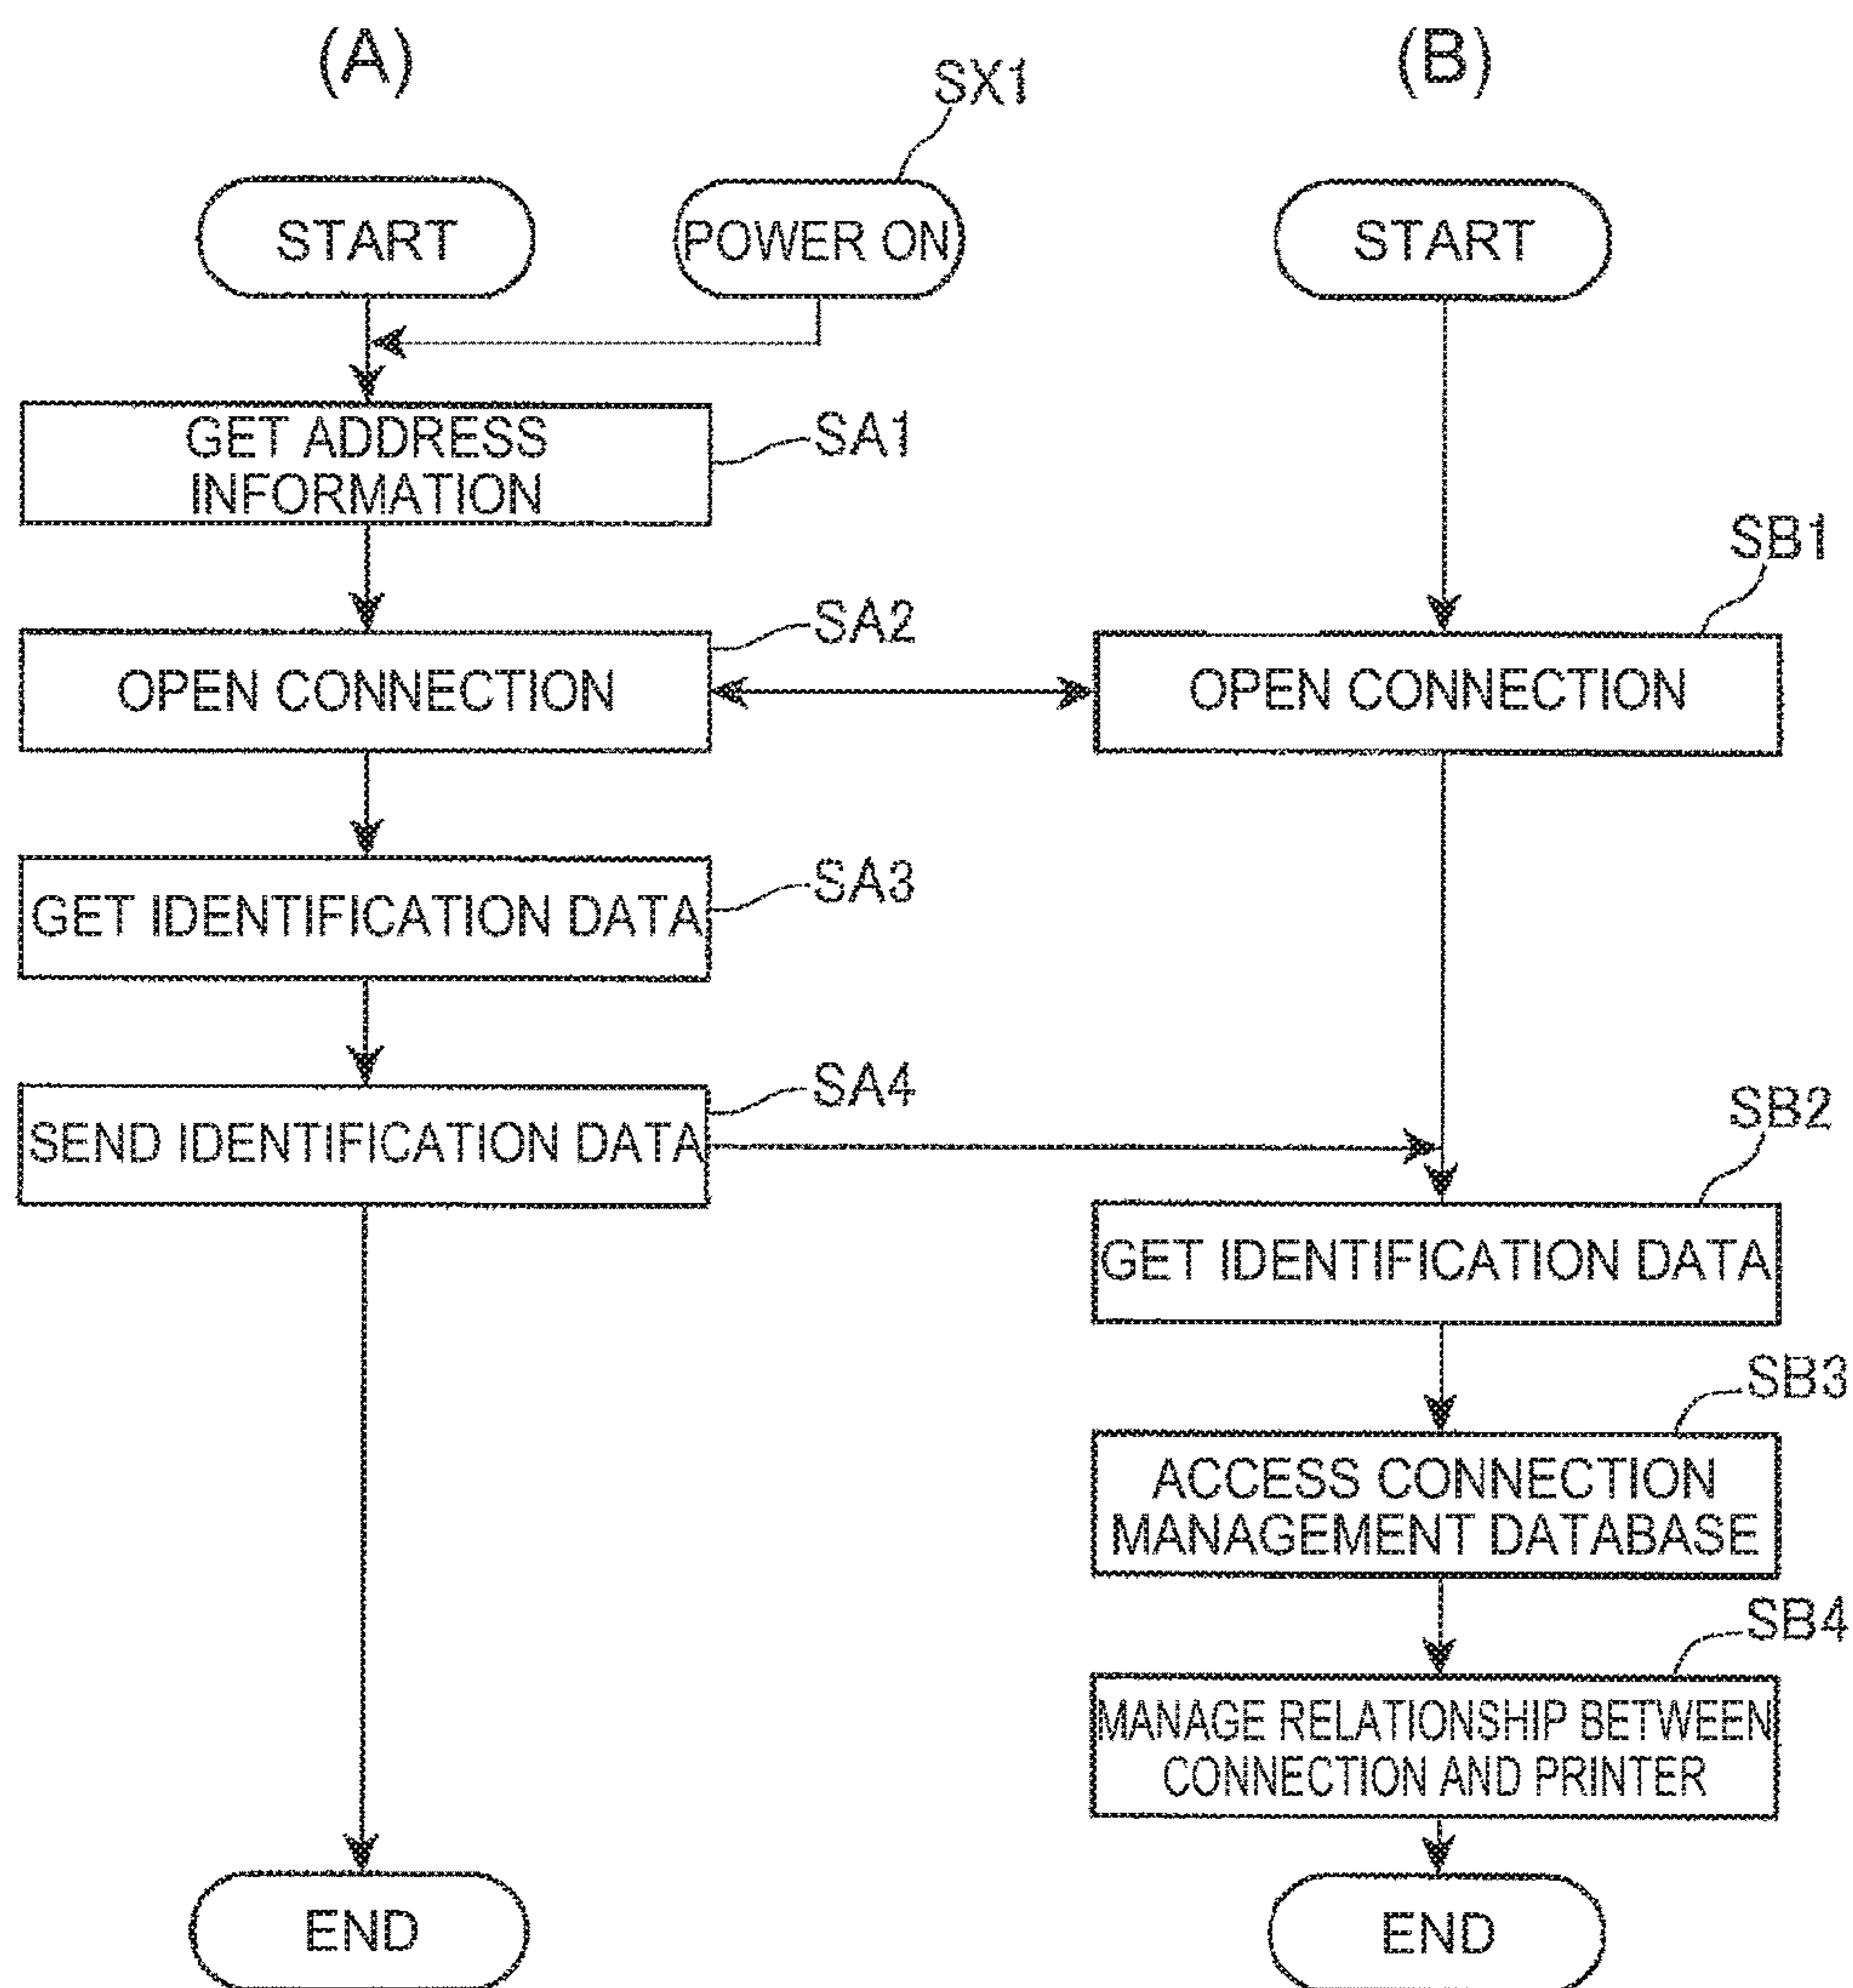 (A)
(B)
SX1
START
POWER ON
START
GET ADDRESS
INFORMATION
SA1
SB1
SA2
OPEN CONNECTION
OPEN CONNECTION
SA3
GET IDENTIFICATION DATA
SA4
SB2
SEND IDENTIFICATION DATA
GET IDENTIFICATION DATA
SB3
ACCESS CONNECTION
MANAGEMENT DATABASE
SB4
MANAGE RELATIONSHIP BETWEEN
CONNECTION AND PRINTER
END
END